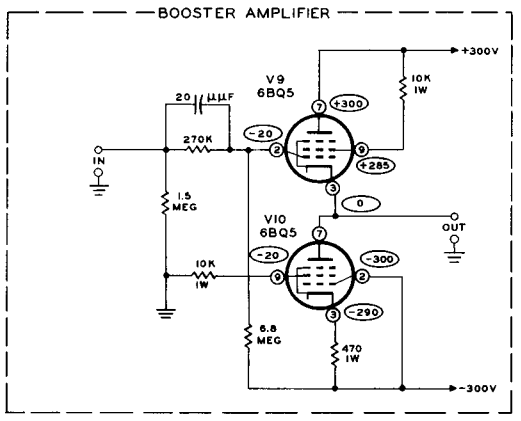 BOOSTER AMPLIFIER
+300V
10K
1W
V9
6BQ5
20 µµF
7
+300
-20
270K
2
9
+285
IN
3
0
1.5
MEG
V10
6BQ5
7
OUT
-20
-300
10K
1W
9
2
3
-290
6.8
MEG
470
1W
-300V